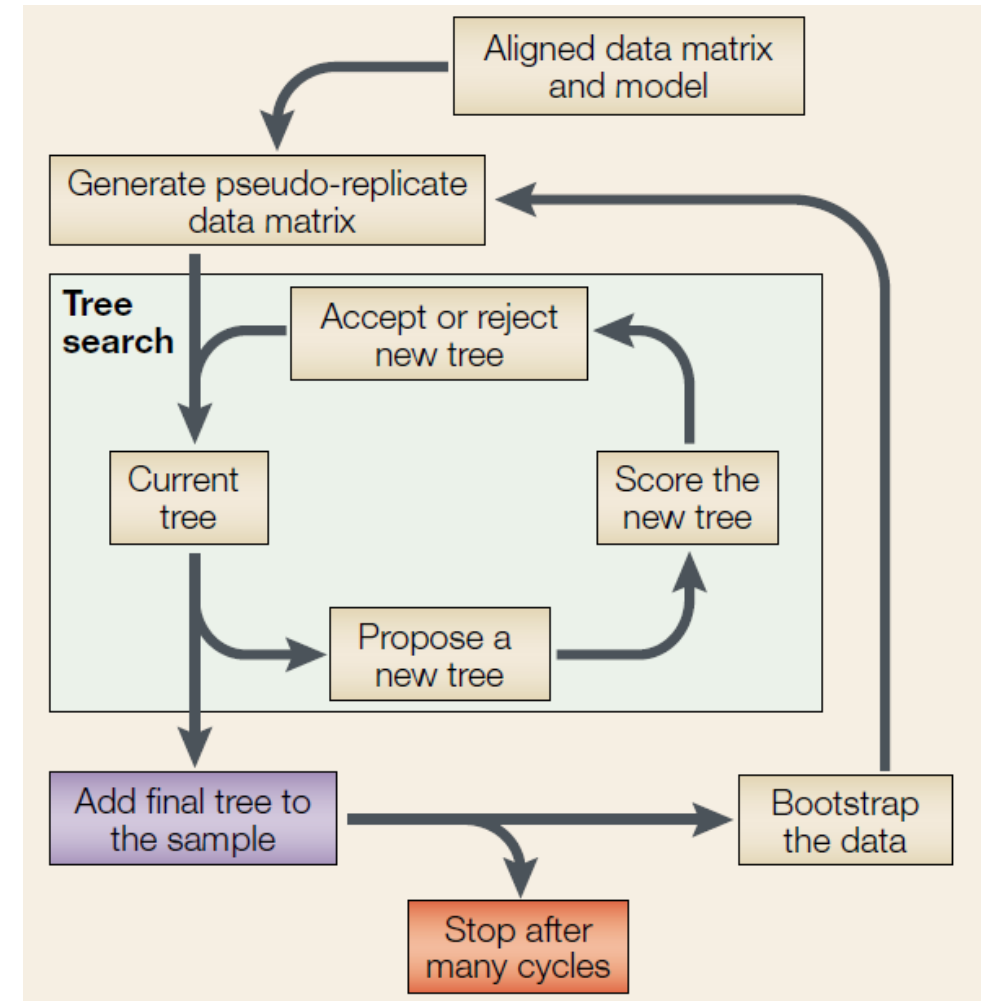 Aligned data matrix
and model
Generate pseudo-replicate
data matrix
Tree
search
Accept or reject
new tree
Current
tree
Score the
new tree
Propose a
new tree
Add final tree to
the sample
Bootstrap
the data
Stop after
many cycles